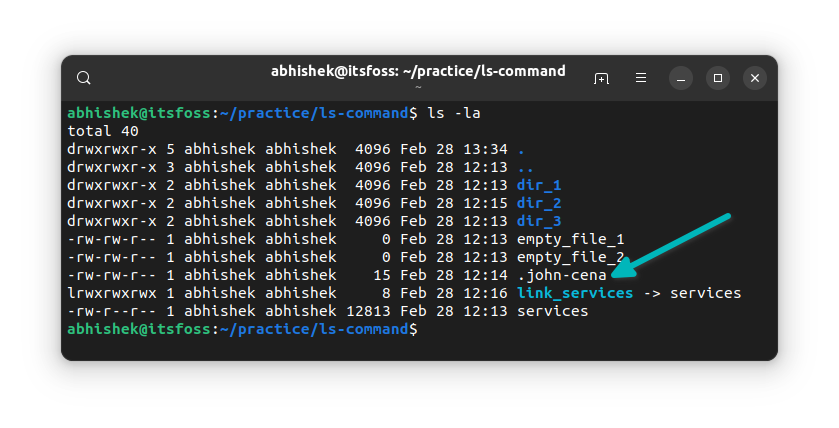 abhishek@itsfoss: ~/practice/ls-command
~
abhishek@itsfoss:~/practice/ls-command$ ls -la
total 40
drwxrwxr-x 5 abhishek abhishek  4096 Feb 28 13:34 .
drwxrwxr-x 3 abhishek abhishek  4096 Feb 28 12:13 ..
drwxrwxr-x 2 abhishek abhishek  4096 Feb 28 12:13 dir_1
drwxrwxr-x 2 abhishek abhishek  4096 Feb 28 12:15 dir_2
drwxrwxr-x 2 abhishek abhishek  4096 Feb 28 12:13 dir_3
-rw-rw-r-- 1 abhishek abhishek     0 Feb 28 12:13 empty_file_1
-rw-rw-r-- 1 abhishek abhishek     0 Feb 28 12:13 empty_file_2
-rw-rw-r-- 1 abhishek abhishek    15 Feb 28 12:14 .john-cena
lrwxrwxrwx 1 abhishek abhishek     8 Feb 28 12:16 link_services -> services
-rw-r--r-- 1 abhishek abhishek 12813 Feb 28 12:13 services
abhishek@itsfoss:~/practice/ls-command$